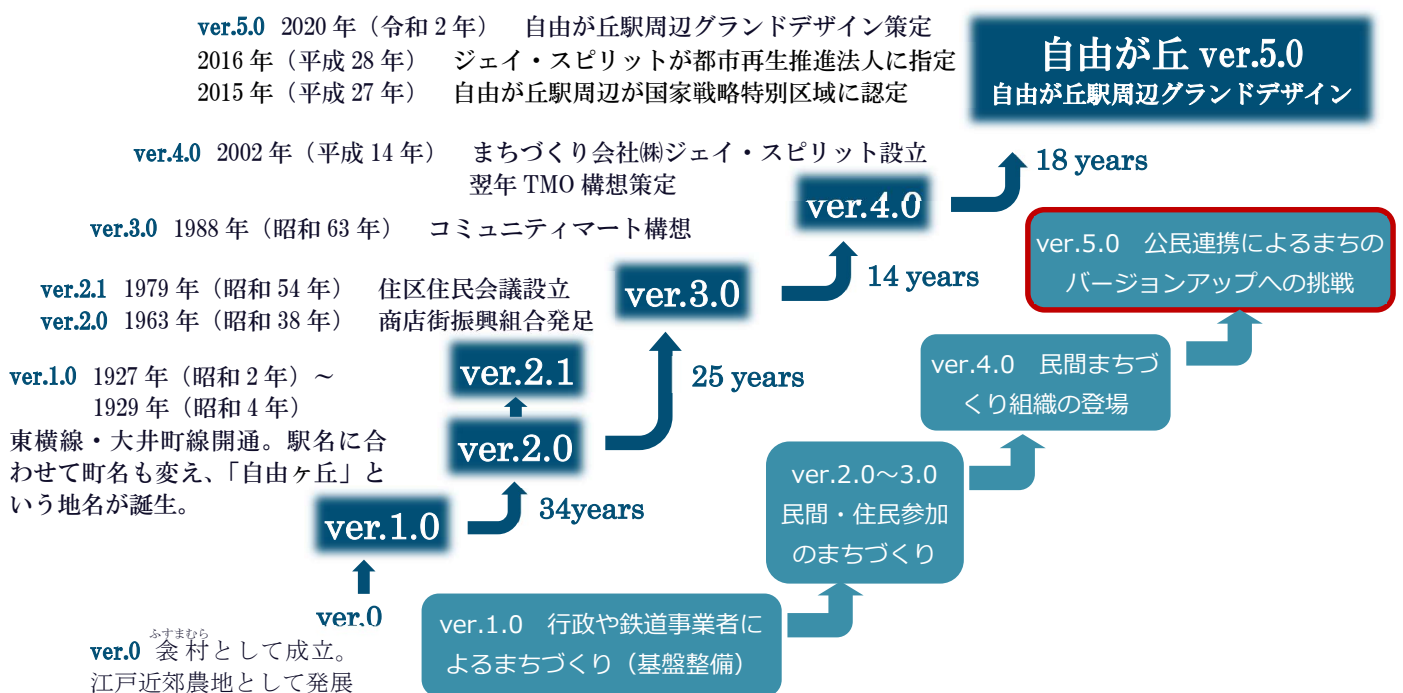 ver.5.0 2020年（令和2年） 自由が丘駅周辺グランドデザイン策定
2016年（平成28年） ジェイ・スピリットが都市再生推進法人に指定
2015年（平成27年） 自由が丘駅周辺が国家戦略特別区域に認定
自由が丘 ver.5.0
自由が丘駅周辺グランドデザイン
ver.4.0 2002年（平成14年） まちづくり会社㈱ジェイ・スピリット設立
翌年TMO構想策定
ver.4.0
18 years
ver.3.0 1988年（昭和63年） コミュニティマート構想
ver.5.0 公民連携によるまちの
バージョンアップへの挑戦
ver.2.1 1979年（昭和54年） 住区住民会議設立
ver.2.0 1963年（昭和38年） 商店街振興組合発足
ver.3.0
14 years
ver.1.0 1927年（昭和2年）～
1929年（昭和4年）
東横線・大井町線開通。駅名に合
わせて町名も変え、「自由ヶ丘」と
いう地名が誕生。
ver.2.1
25 years
ver.4.0 民間まちづ
くり組織の登場
ver.2.0
ver.2.0～3.0
民間・住民参加
のまちづくり
ver.1.0
34years
ver.0
ver.1.0 行政や鉄道事業者に
よるまちづくり（基盤整備）
ふすまむら
ver.0 衾村として成立。
江戸近郊農地として発展